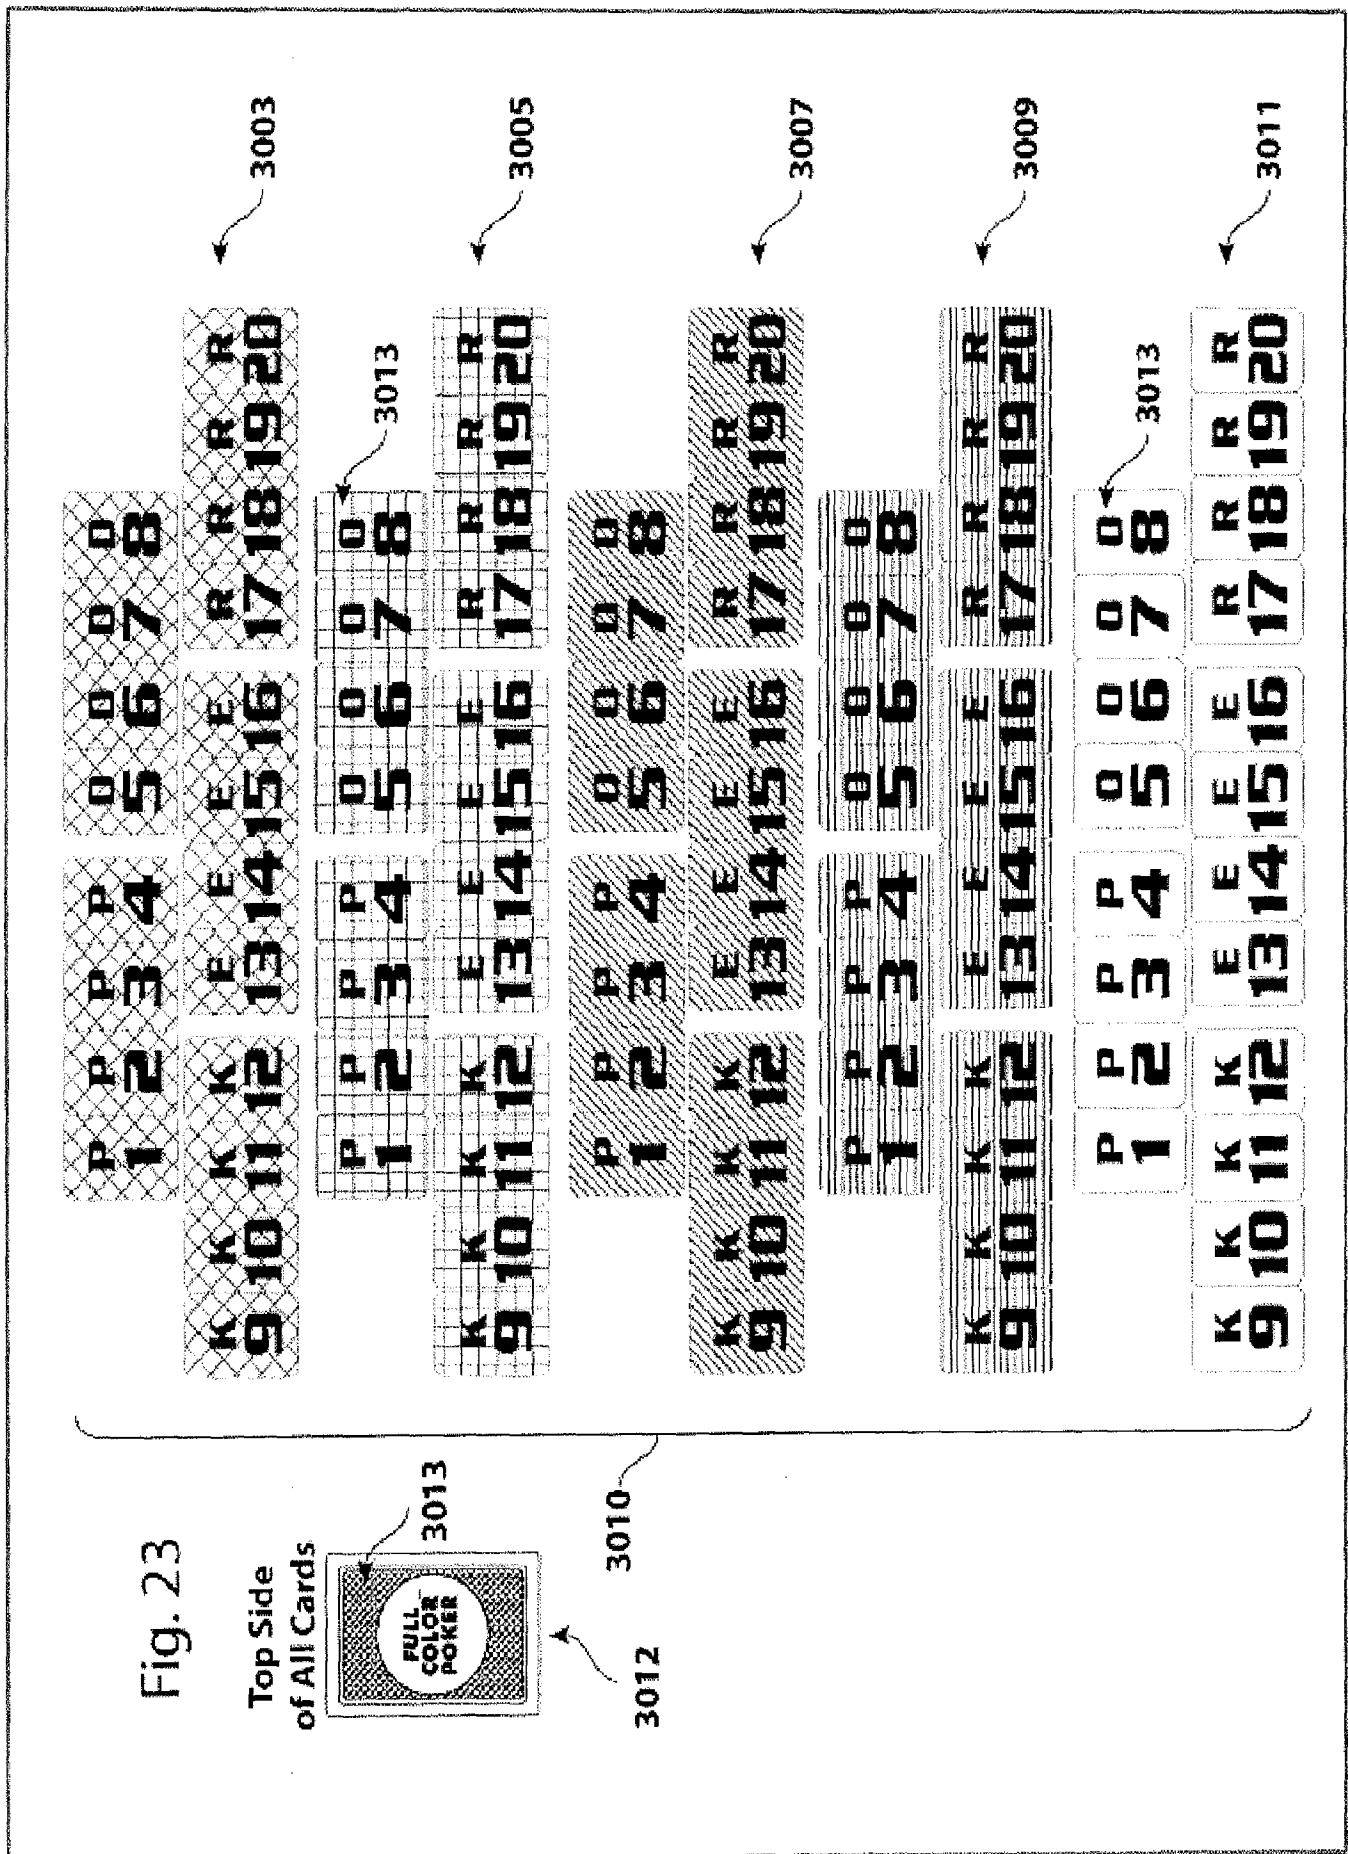 Fig. 23
Top Side
of All Cards
FULL
COLOR
POKER
3013
3012
3010
P P P P O O O O
1 2 3 4 5 6 7 8
3003
K K K K E E E E R R R R
9 10 11 12 13 14 15 16 17 18 19 20
P P P P O O O O
1 2 3 4 5 6 7 8
3013
3005
K K K K E E E E R R R R
9 10 11 12 13 14 15 16 17 18 19 20
P P P P O O O O
1 2 3 4 5 6 7 8
3007
K K K K E E E E R R R R
9 10 11 12 13 14 15 16 17 18 19 20
P P P P O O O O
1 2 3 4 5 6 7 8
3009
K K K K E E E E R R R R
9 10 11 12 13 14 15 16 17 18 19 20
P P P P O O O O
1 2 3 4 5 6 7 8
3013
3011
K K K K E E E E R R R R
9 10 11 12 13 14 15 16 17 18 19 20